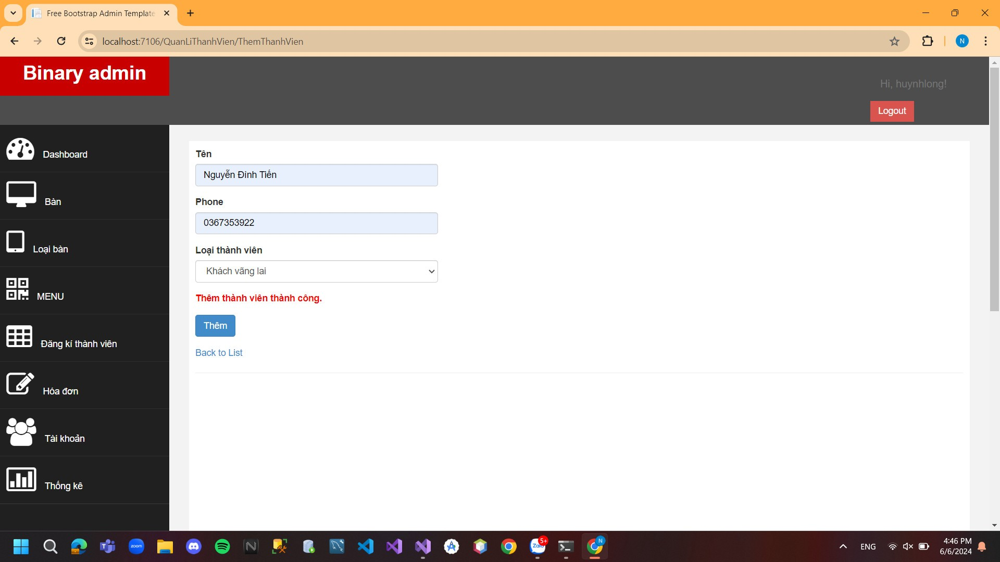 Free Bootstrap Admin Template
localhost:7106/QuanLiThanhVien/ThemThanhVien
N
Binary admin
Hi, huynhlong!
Logout
Dashboard
Bàn
Loại bàn
MENU
Đăng kí thành viên
Hóa đơn
Tài khoản
Thống kê
Tên
Nguyễn Đình Tiến
Phone
0367353922
Loại thành viên
Khách vãng lai
Thêm thành viên thành công.
Thêm
Back to List
zoom
N
Zalo
5+
N
ENG
4:46 PM
6/6/2024